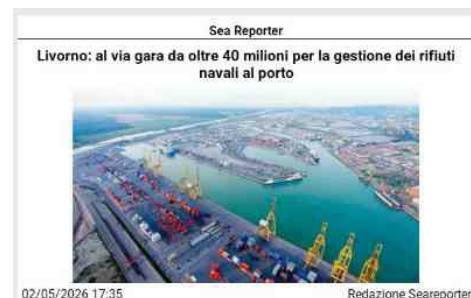 Sea Reporter
Livorno: al via gara da oltre 40 milioni per la gestione dei rifiuti
navali al porto
02/05/2026 17:35
Redazione Seareporter